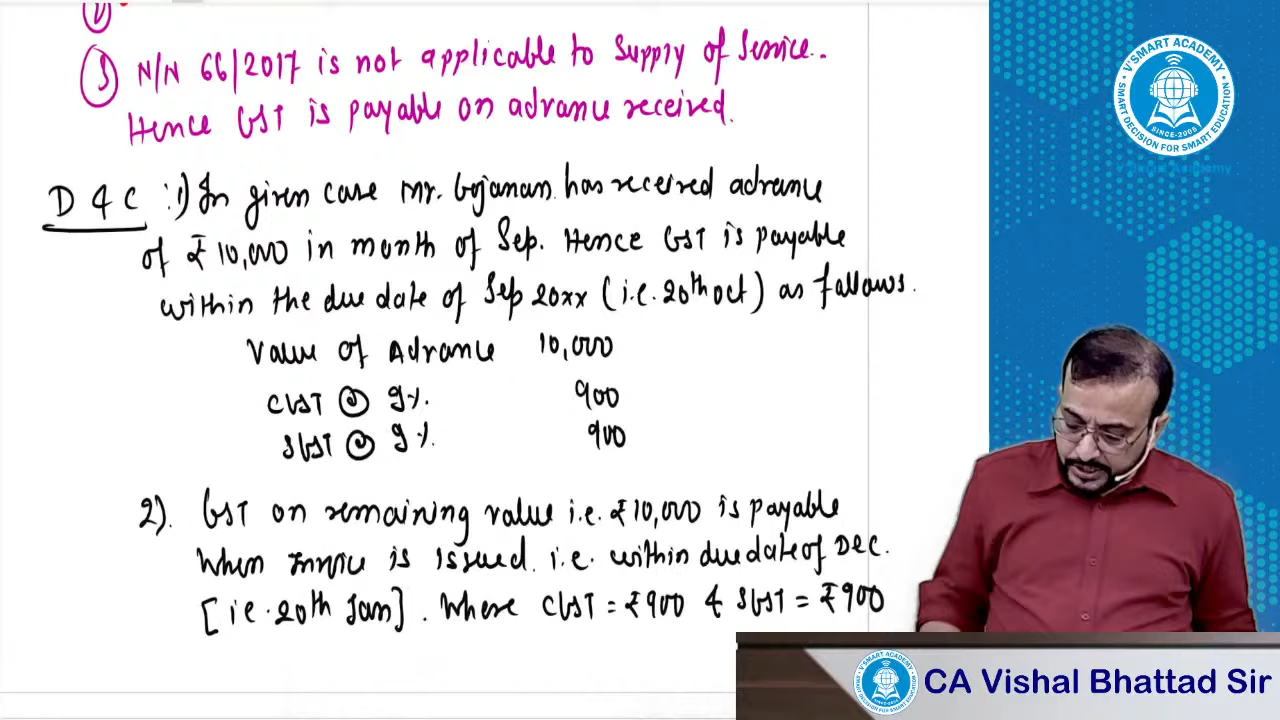 ③ N/N 66/2017 is not applicable to Supply of Service.
Hence GST is payable on advance received.
D & C :1) In given case Mr. Gajanan has received advance
of ₹10,000 in month of Sep. Hence GST is payable
within the due date of Sep 20xx (i.e. 20th Oct) as follows.
Value of Advance 10,000
CGST @ 9%. 900
SGST @ 9%. 900
2). GST on remaining value i.e. ₹10,000 is payable
When Invoice is issued. i.e. within due date of Dec.
[ie. 20th Jan]. Where CGST = ₹900 & SGST = ₹900
V'SMART ACADEMY
SMART DECISION FOR SMART EDUCATION
SINCE-2008
CA Vishal Bhattad Sir